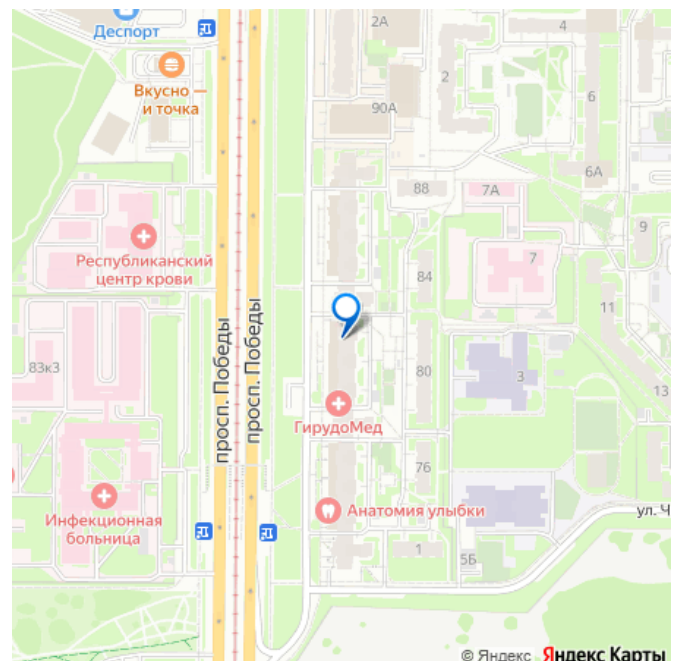 Деспорт
2А
4
2
Вкусно —
и точка
90А
6
6А
88
7А
9
Республиканский
центр крови
7
84
11
просп. Победы
просп. Победы
83к3
80
3
13
ГирудоМед
76
Анатомия улыбки
Инфекционная
больница
ул. Ч
1
5Б
© Яндекс Яндекс Карты